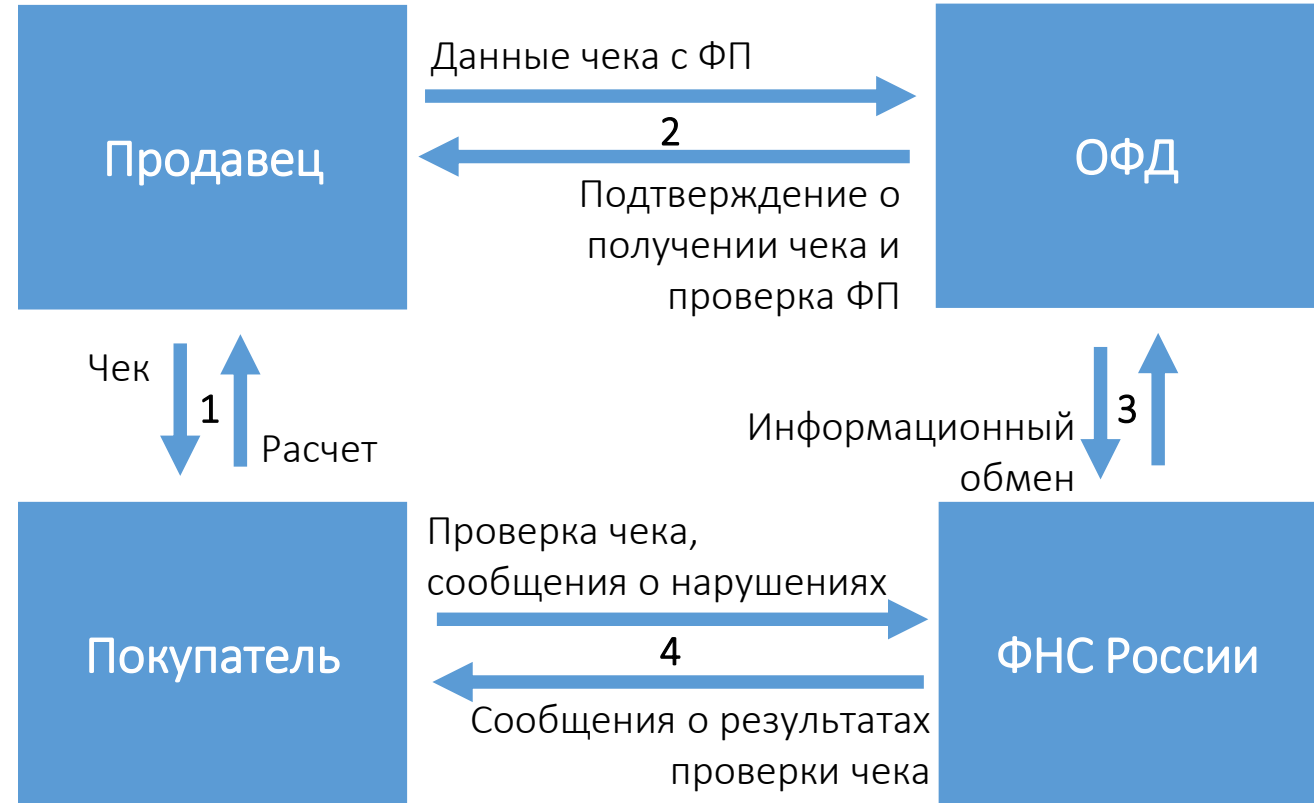 Данные чека с ФП
Продавец
2
ОФД
Подтверждение о
получении чека и
проверка ФП
Чек
1
Расчет
3
Информационный
обмен
Проверка чека,
сообщения о нарушениях
Покупатель
4
ФНС России
Сообщения о результатах
проверки чека